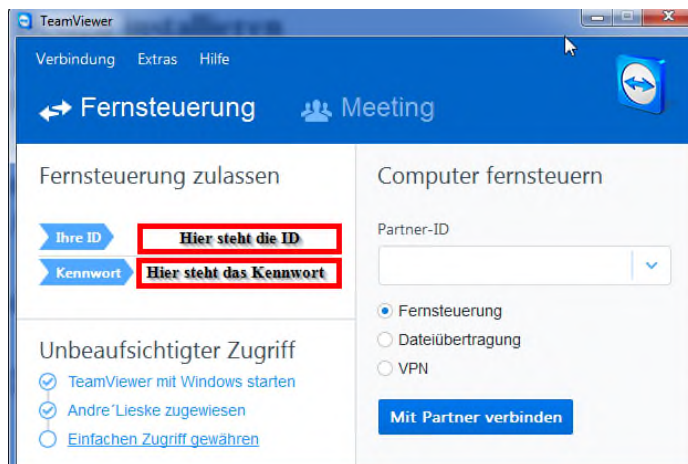 TeamViewer
installieren
Verbindung Extras Hilfe
Fernsteuerung
Meeting
Fernsteuerung zulassen
Ihre ID
Hier steht die ID
Kennwort
Hier steht das Kennwort
Unbeaufsichtigter Zugriff
TeamViewer mit Windows starten
Andre´Lieske zugewiesen
Einfachen Zugriff gewähren
Computer fernsteuern
Partner-ID
Fernsteuerung
Dateiübertragung
VPN
Mit Partner verbinden